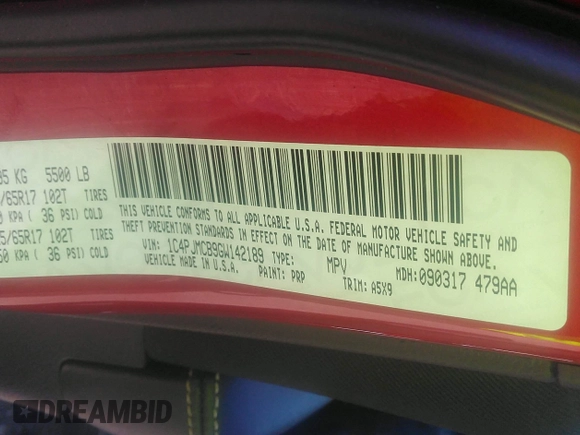 5500 LB
/65R17 102T TIRES
KPA ( 36 PSI) COLD
5/65R17 102T TIRES
KPA ( 36 PSI) COLD
THIS VEHICLE CONFORMS TO ALL APPLICABLE U.S.A. FEDERAL MOTOR VEHICLE SAFETY AND
THEFT PREVENTION STANDARDS IN EFFECT ON THE DATE OF MANUFACTURE SHOWN ABOVE.
VIN: 1C4PJMCB9GW142189 TYPE: MPV MDH: 090317 479AA
VEHICLE MADE IN U.S.A. PAINT: PRP TRIM: A5X9
DREAMBID